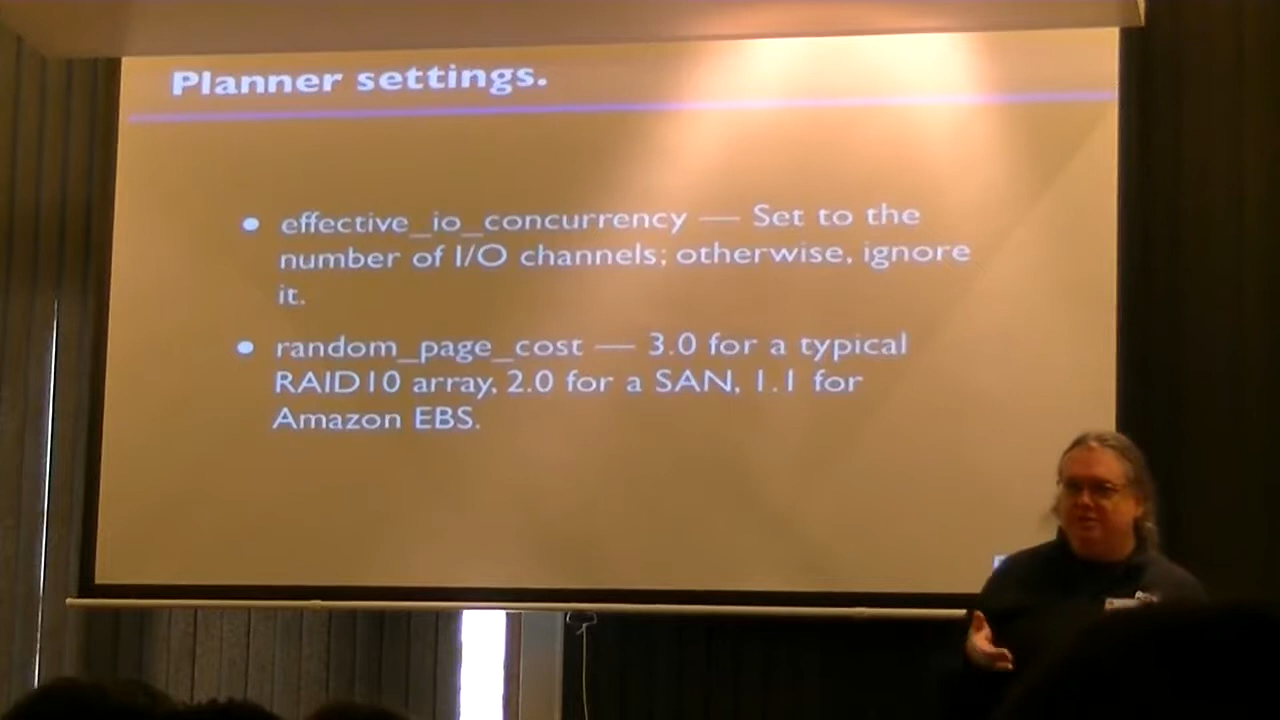 Planner settings.
• effective_io_concurrency — Set to the
number of I/O channels; otherwise, ignore
it.
• random_page_cost — 3.0 for a typical
RAID10 array, 2.0 for a SAN, 1.1 for
Amazon EBS.